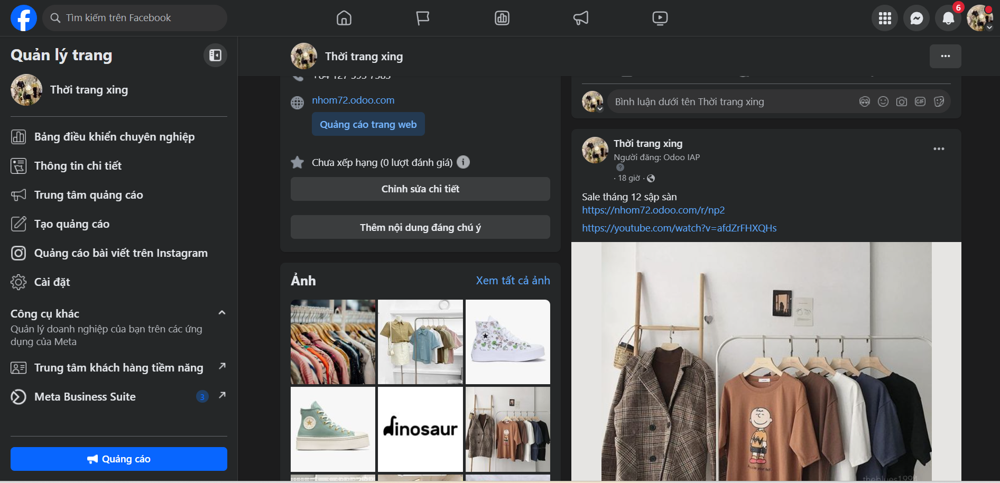 Tìm kiếm trên Facebook
6
Quản lý trang
Thời trang xing
Bảng điều khiển chuyên nghiệp
Thông tin chi tiết
Trung tâm quảng cáo
Tạo quảng cáo
Quảng cáo bài viết trên Instagram
Cài đặt
Công cụ khác
Quản lý doanh nghiệp của bạn trên các ứng
dụng của Meta
Trung tâm khách hàng tiềm năng
Meta Business Suite 3
Quảng cáo
Thời trang xing
nhom72.odoo.com
Quảng cáo trang web
Chưa xếp hạng (0 lượt đánh giá)
Chỉnh sửa chi tiết
Thêm nội dung đáng chú ý
Ảnh
Xem tất cả ảnh
dinosaur
Bình luận dưới tên Thời trang xing
GIF
Thời trang xing
Người đăng: Odoo IAP
?
· 18 giờ ·
Sale tháng 12 sập sàn
https://nhom72.odoo.com/r/np2
https://youtube.com/watch?v=afdZrFHXQHs
theblues1994